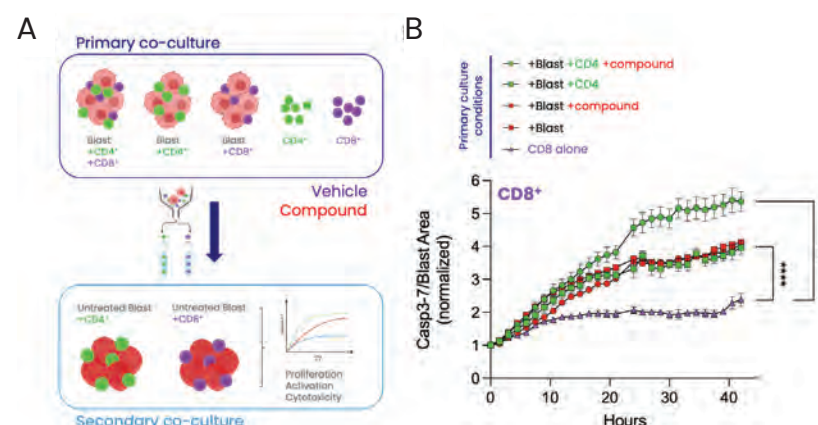 A
Primary co-culture
Blast
+CD4⁺
+CD8⁺
Blast
+CD4⁺
Blast
+CD8⁺
CD4⁺
CD8⁺
Vehicle
Compound
Untreated Blast
+CD4⁺
Untreated Blast
+CD8⁺
Proliferation
Activation
Cytotoxicity
Secondary co-culture
B
Primary culture
conditions
+Blast +CD4 +compound
+Blast +CD4
+Blast +compound
+Blast
CD8 alone
CD8⁺
Casp3-7/Blast Area
(normalized)
6
5
4
3
2
1
0
0
10
20
30
40
Hours
****